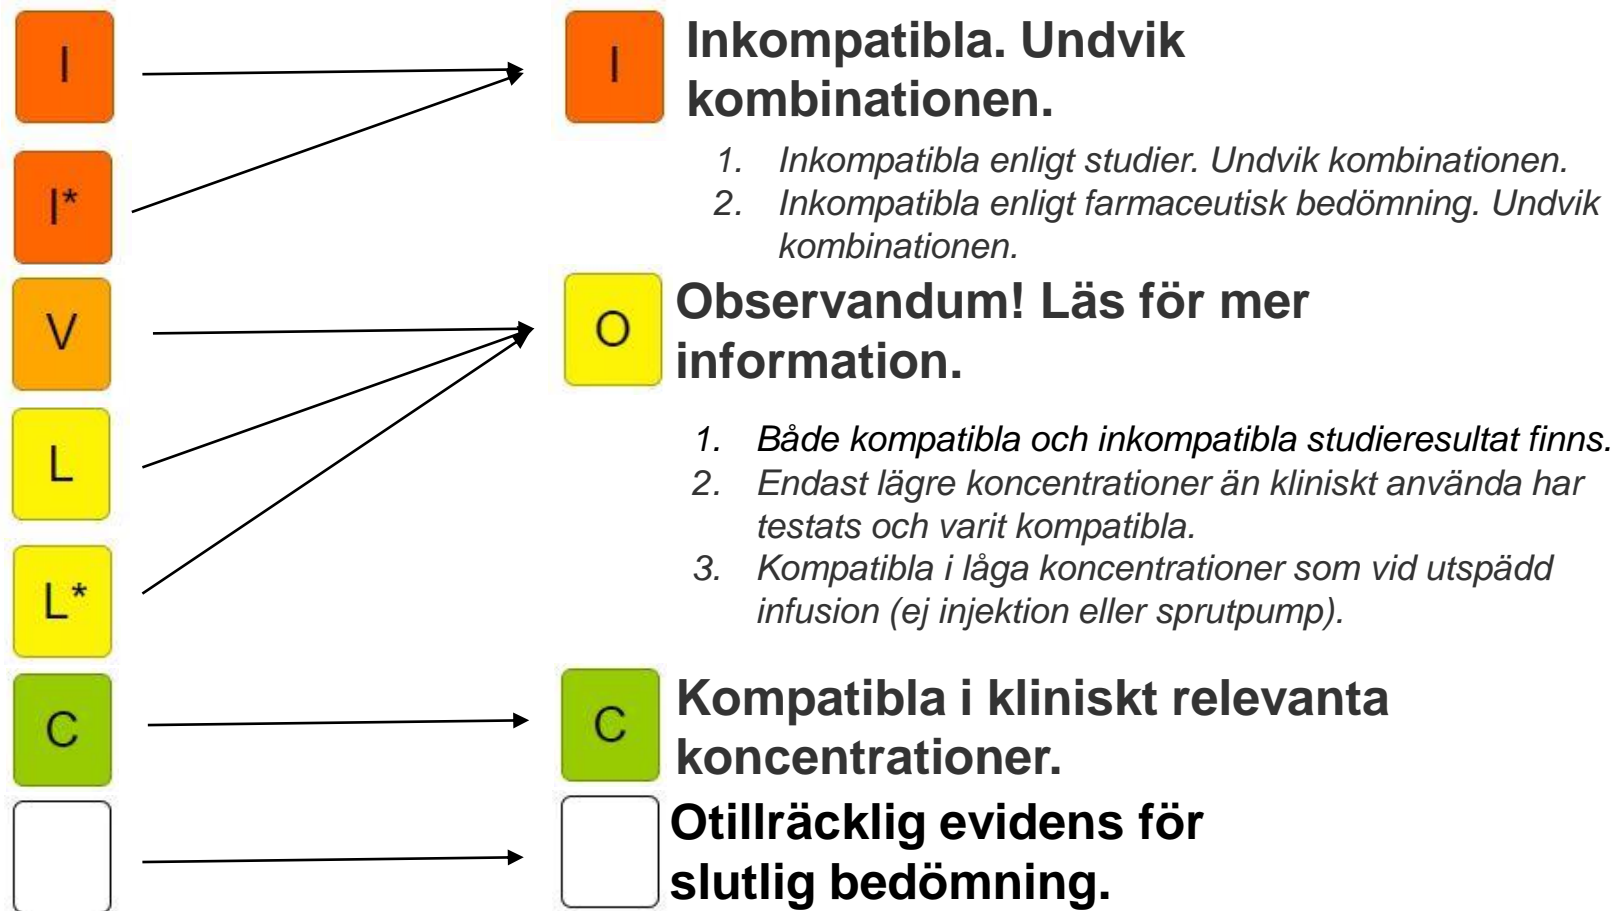 I
I
Inkompatibla. Undvik
kombinationen.
1. Inkompatibla enligt studier. Undvik kombinationen.
I*
2. Inkompatibla enligt farmaceutisk bedömning. Undvik
kombinationen.
V
O
Observandum! Läs för mer
information.
L
1. Både kompatibla och inkompatibla studieresultat finns.
2. Endast lägre koncentrationer än kliniskt använda har
testats och varit kompatibla.
L*
3. Kompatibla i låga koncentrationer som vid utspädd
infusion (ej injektion eller sprutpump).
C
C
Kompatibla i kliniskt relevanta
koncentrationer.
Otillräcklig evidens för
slutlig bedömning.